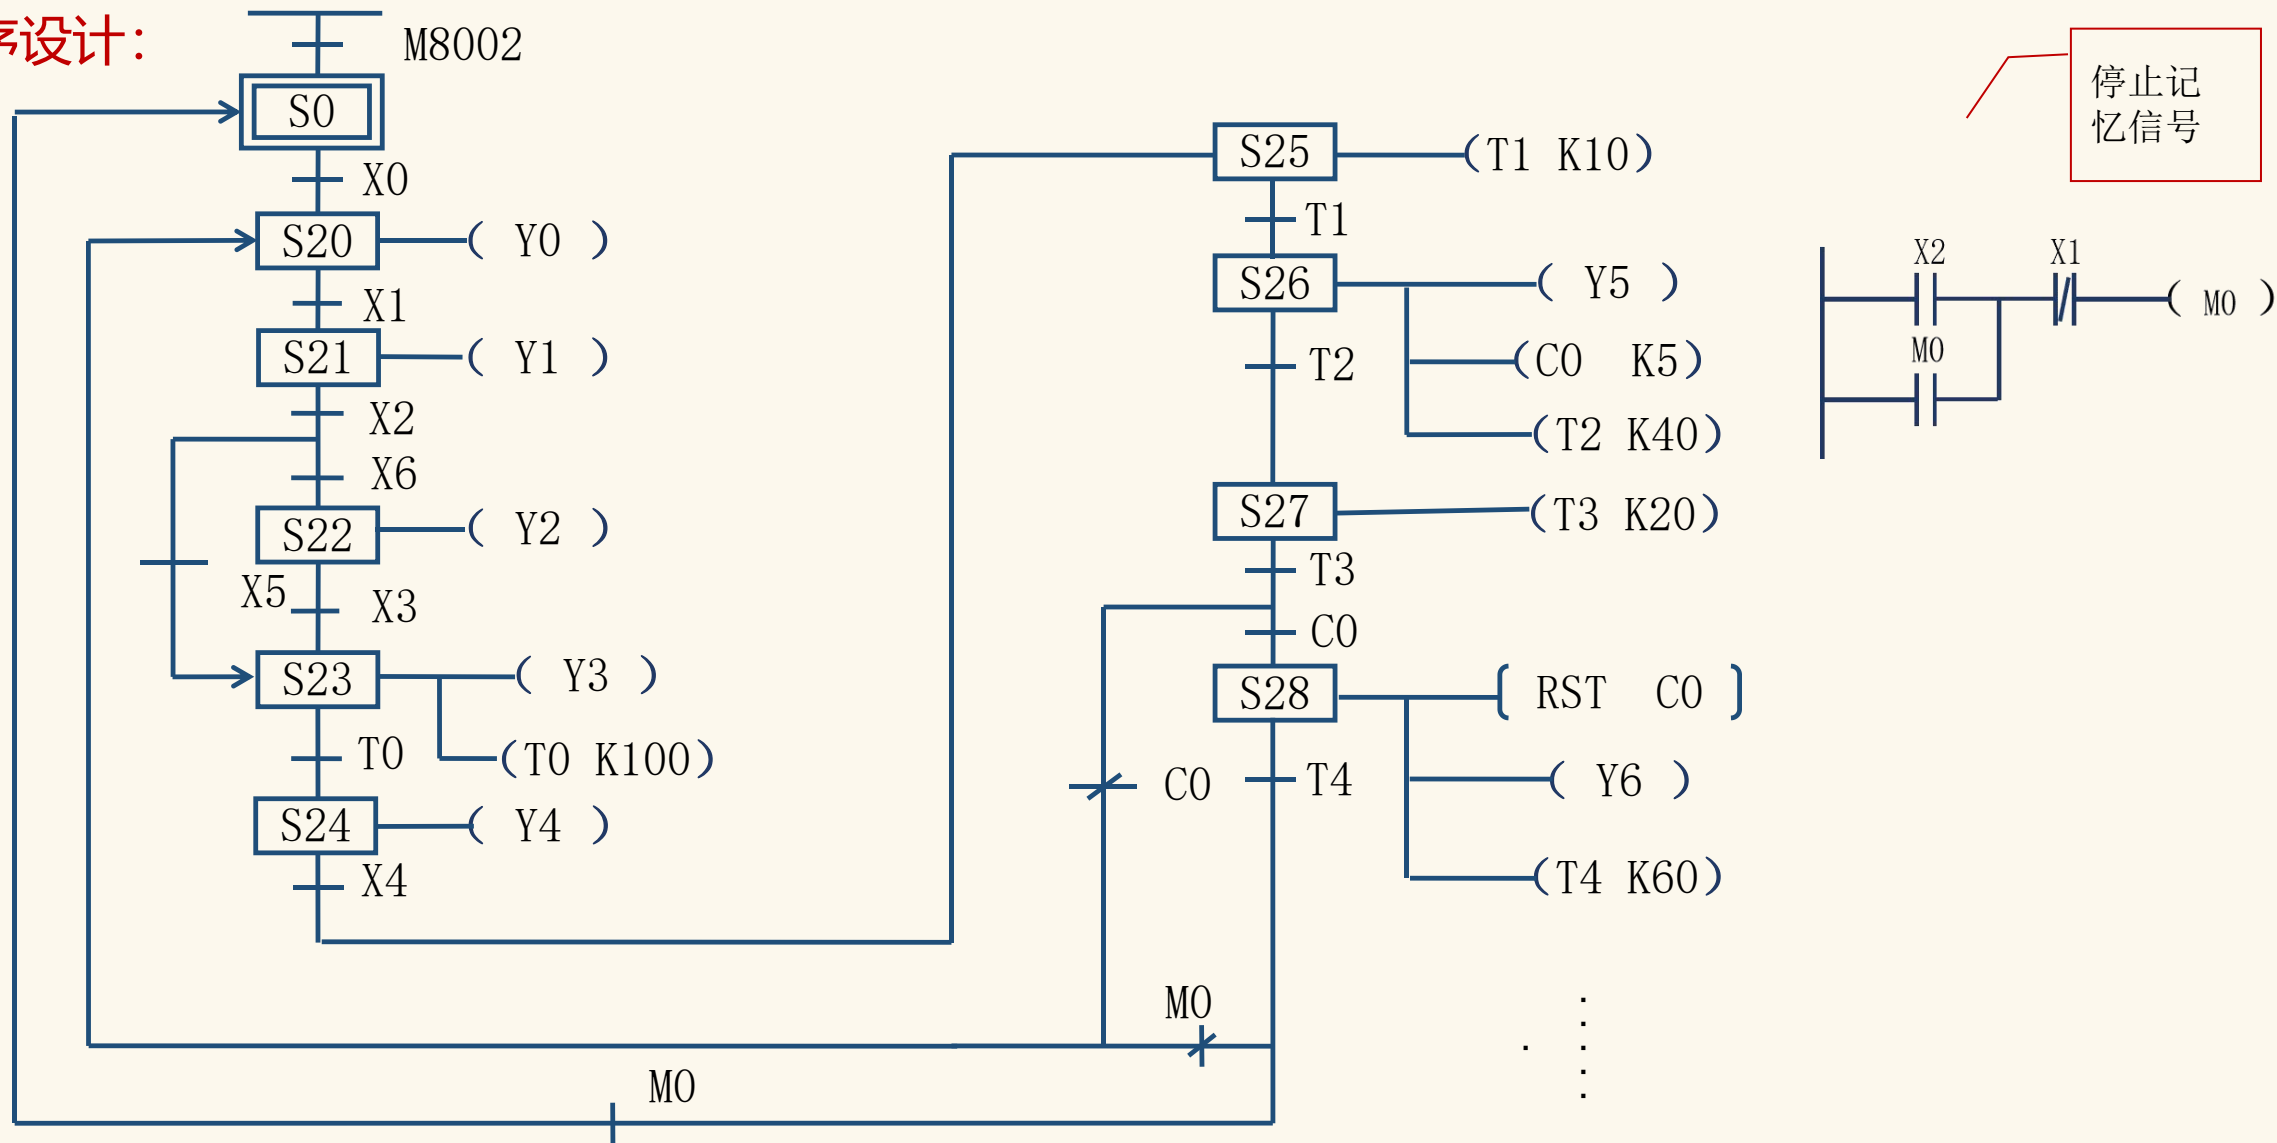 序设计：
M8002
S0
X0
S20
( Y0 )
X1
S21
( Y1 )
X2
X6
S22
( Y2 )
X5
X3
S23
( Y3 )
T0
(T0 K100)
S24
( Y4 )
X4
S25
(T1 K10)
T1
S26
( Y5 )
T2
(C0 K5)
(T2 K40)
S27
(T3 K20)
T3
C0
S28
RST C0
C0
T4
( Y6 )
(T4 K60)
M0
M0
停止记
忆信号
X2
X1
( M0 )
M0